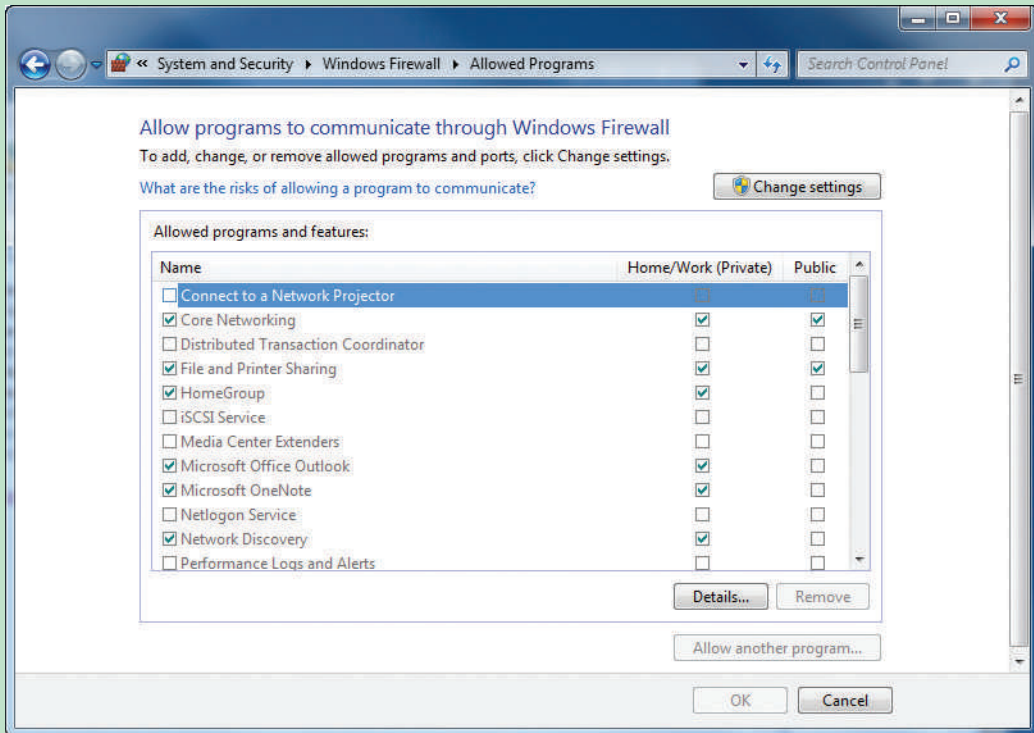 « System and Security ▸ Windows Firewall ▸ Allowed Programs
Search Control Panel
Allow programs to communicate through Windows Firewall
To add, change, or remove allowed programs and ports, click Change settings.
What are the risks of allowing a program to communicate?
Change settings
Allowed programs and features:
Name Home/Work (Private) Public
Connect to a Network Projector
Core Networking
Distributed Transaction Coordinator
File and Printer Sharing
HomeGroup
iSCSI Service
Media Center Extenders
Microsoft Office Outlook
Microsoft OneNote
Netlogon Service
Network Discovery
Performance Logs and Alerts
Details... Remove
Allow another program...
OK Cancel